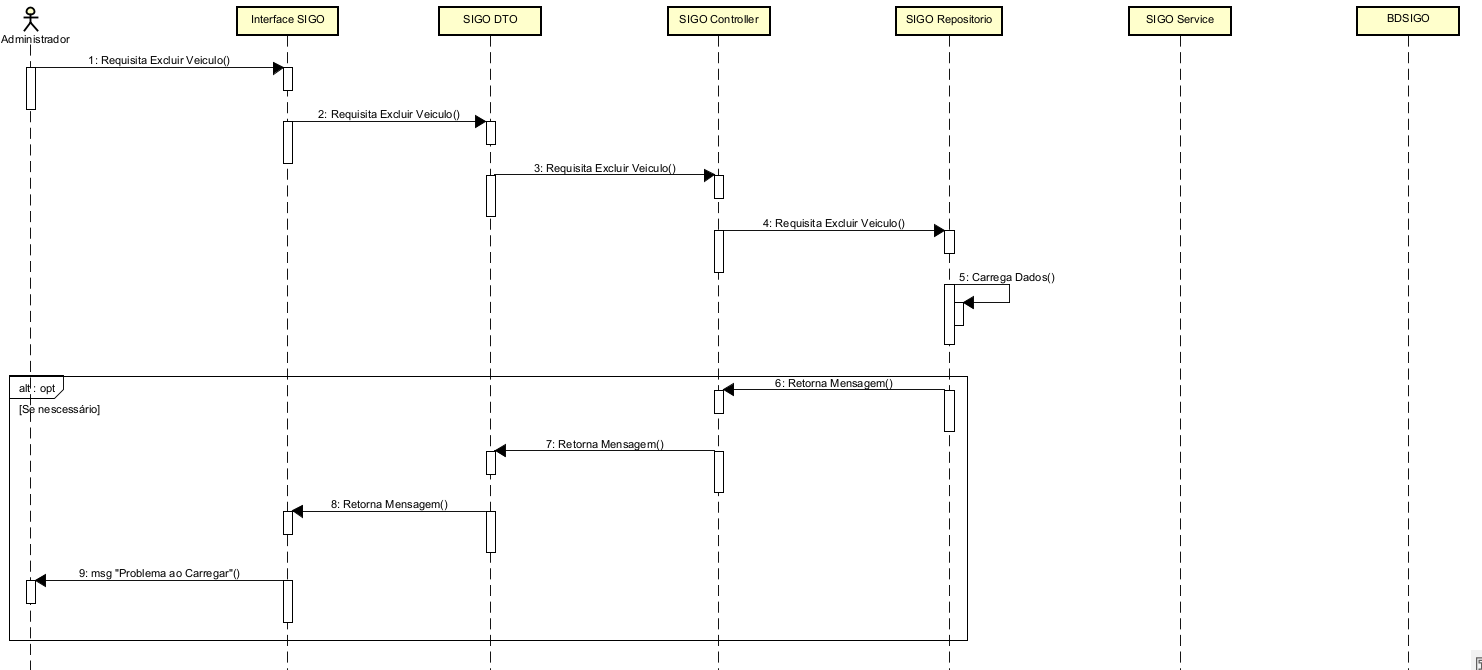 Administrador
Interface SIGO
SIGO DTO
SIGO Controller
SIGO Repositorio
SIGO Service
BDSIGO
1: Requisita Excluir Veiculo()
2: Requisita Excluir Veiculo()
3: Requisita Excluir Veiculo()
4: Requisita Excluir Veiculo()
5: Carrega Dados()
alt : opt
[Se nescessário]
6: Retorna Mensagem()
7: Retorna Mensagem()
8: Retorna Mensagem()
9: msg "Problema ao Carregar"()